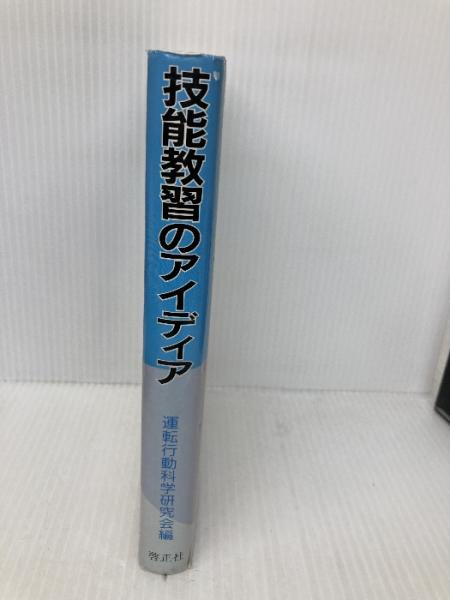 技能教習のアイディア
運転行動科学研究会編
啓正社